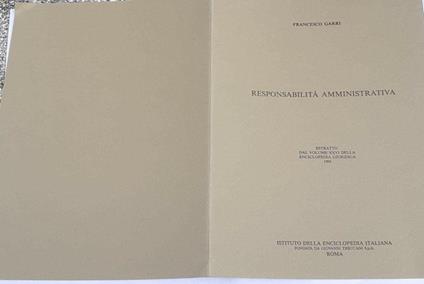 FRANCESCO GARRI
RESPONSABILITÀ AMMINISTRATIVA
ESTRATTO
DAL VOLUME XXVI DELLA
ENCICLOPEDIA GIURIDICA
ISTITUTO DELLA ENCICLOPEDIA ITALIANA
FONDATA DA GIOVANNI TRECCANI S.p.A.
ROMA